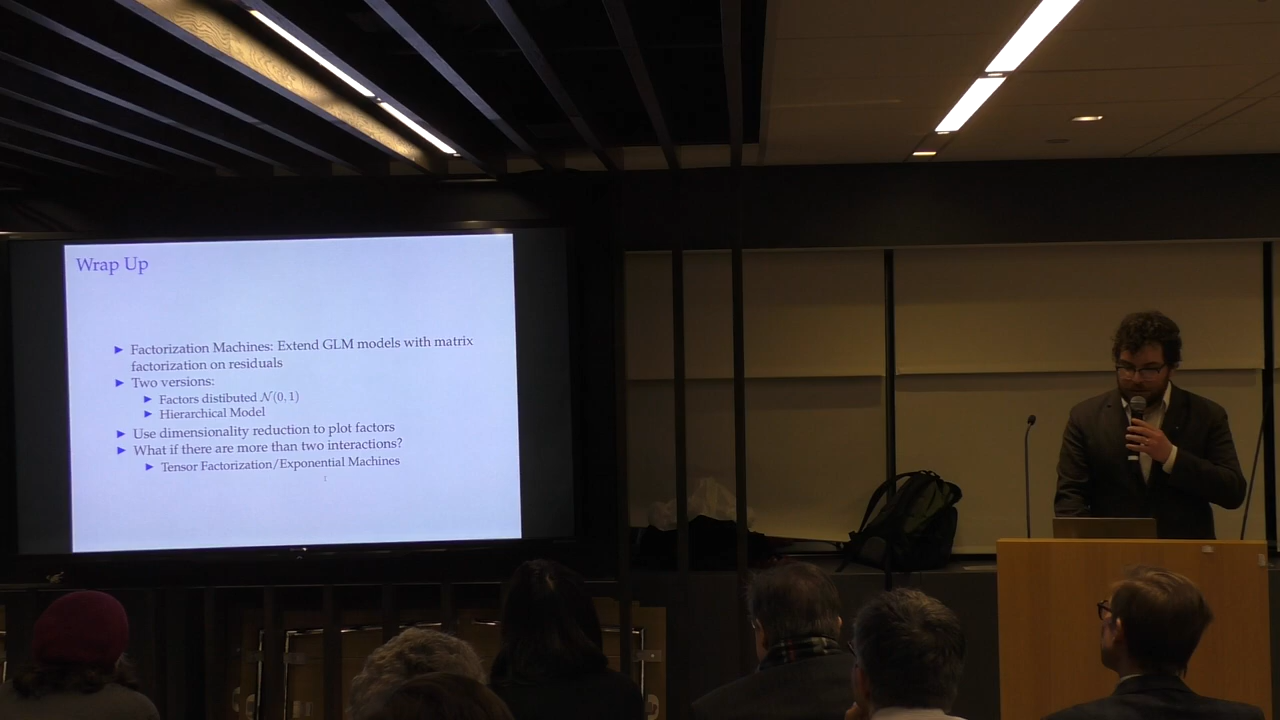 Wrap Up
► Factorization Machines: Extend GLM models with matrix
factorization on residuals
► Two versions:
► Factors distibuted 𝒩(0, 1)
► Hierarchical Model
► Use dimensionality reduction to plot factors
► What if there are more than two interactions?
► Tensor Factorization/Exponential Machines